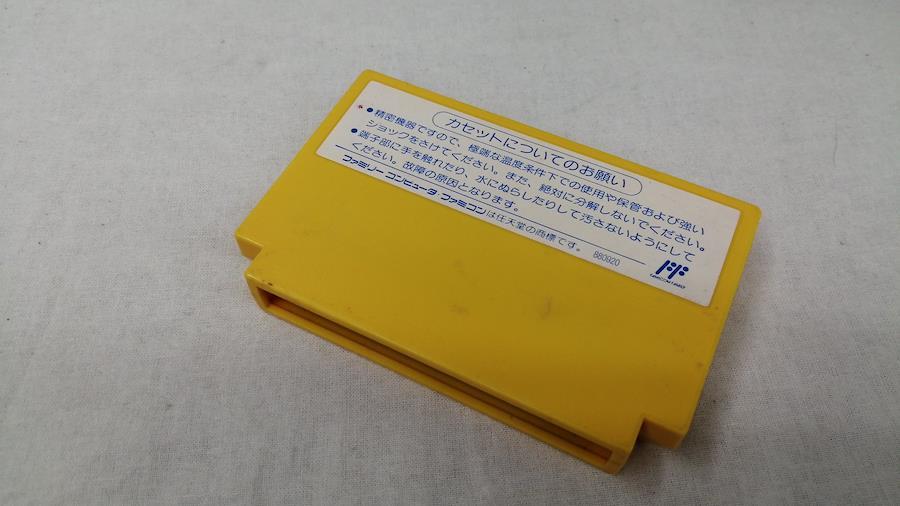 カセットについてのお願い
●精密機器ですので、極端な温度条件下での使用や保管および強い
ショックをさけてください。また、絶対に分解しないでください。
●端子部に手を触れたり、水にぬらしたりして汚さないようにして
ください。故障の原因となります。
ファミリーコンピュータ・ファミコンは任天堂の商標です。
880920